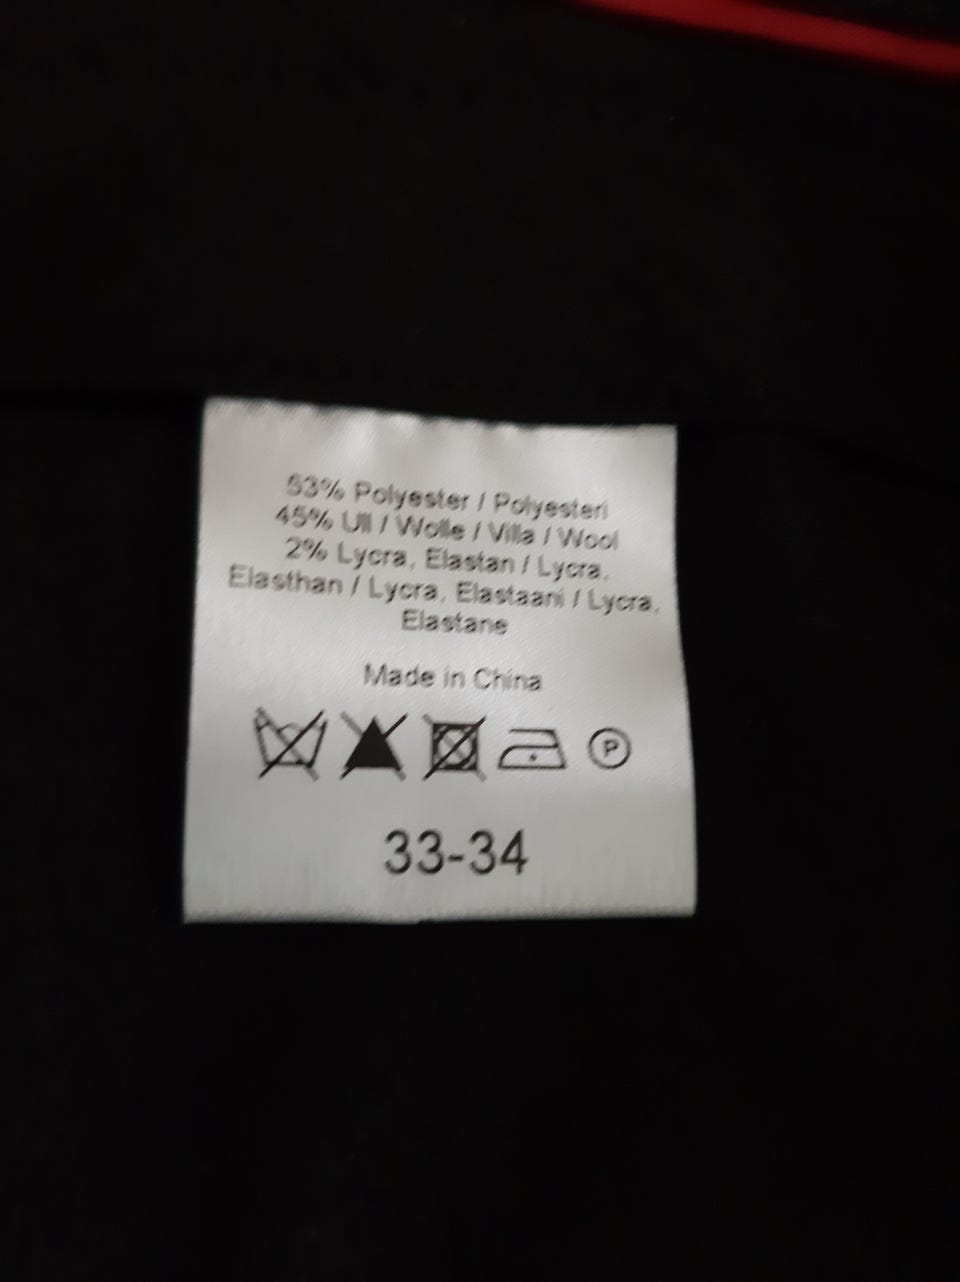 53% Polyester / Polyesteri
45% Ull / Wolle / Villa / Wool
2% Lycra, Elastan / Lycra,
Elasthan / Lycra, Elastaani / Lycra,
Elastane
Made in China
P
33-34